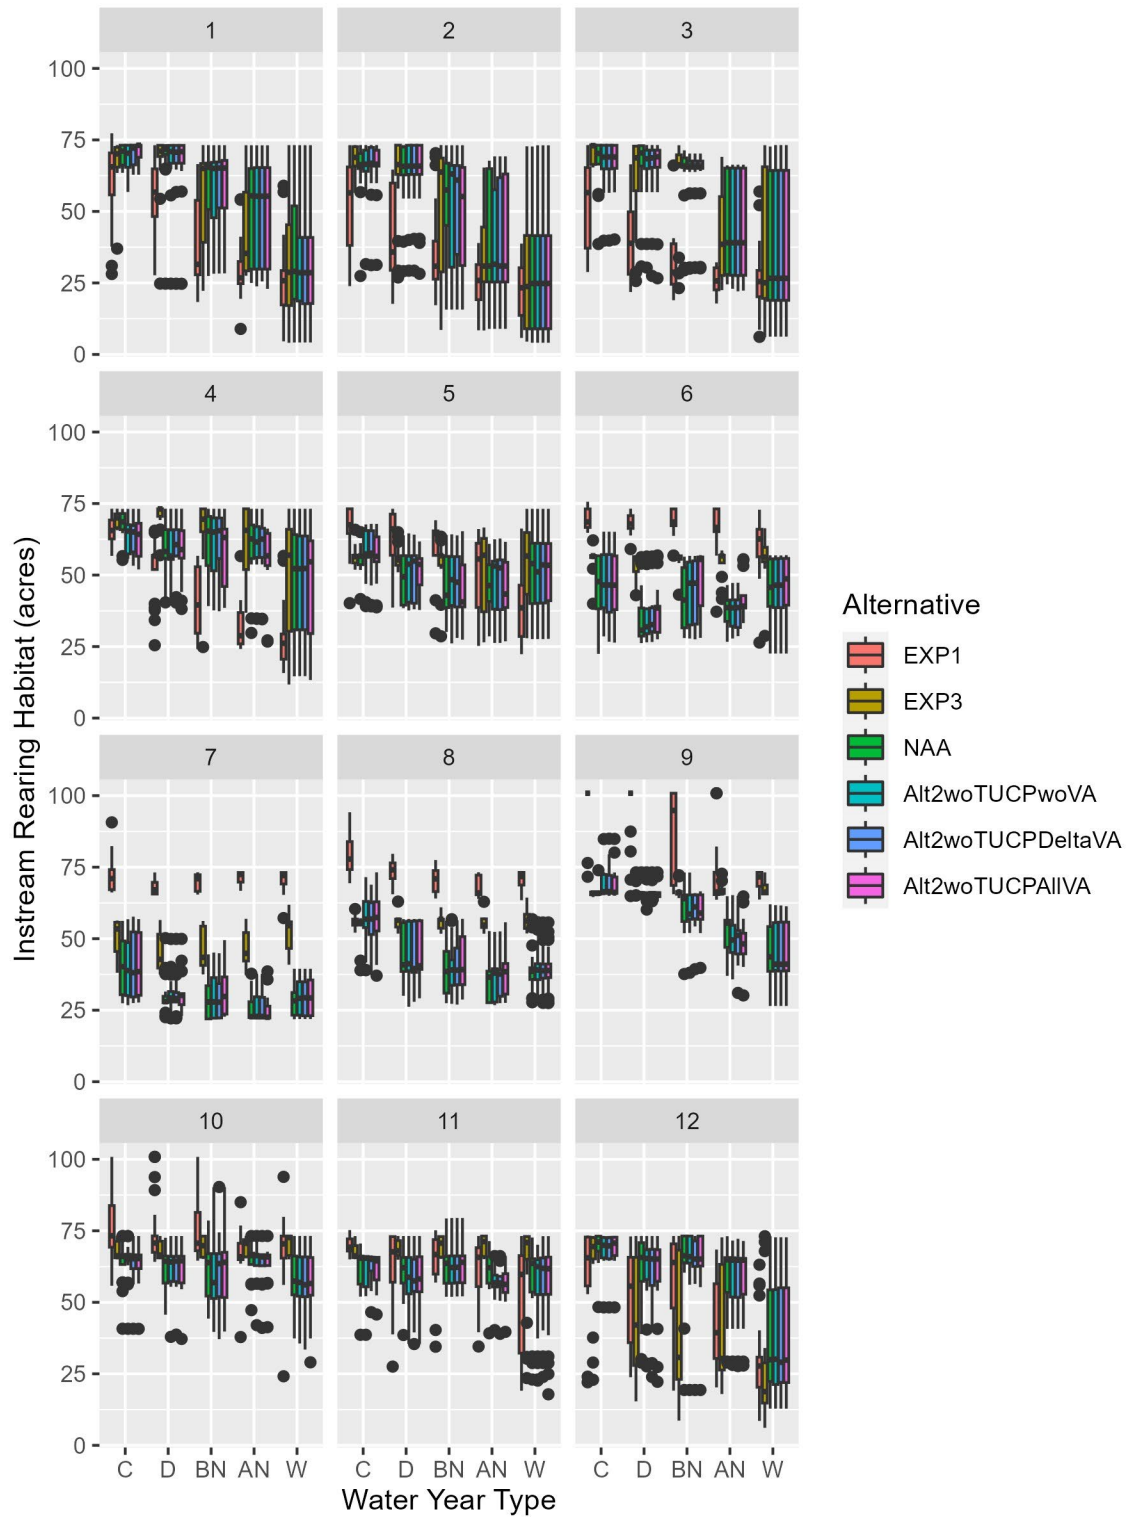 1 2 3
100
75
50
25
0
4 5 6
100
75
50
25
0
7 8 9
100
75
50
25
0
10 11 12
100
75
50
25
0
C D BN AN W C D BN AN W C D BN AN W
Water Year Type
Instream Rearing Habitat (acres)
Alternative
EXP1
EXP3
NAA
Alt2woTUCPwoVA
Alt2woTUCPDeltaVA
Alt2woTUCPAllVA